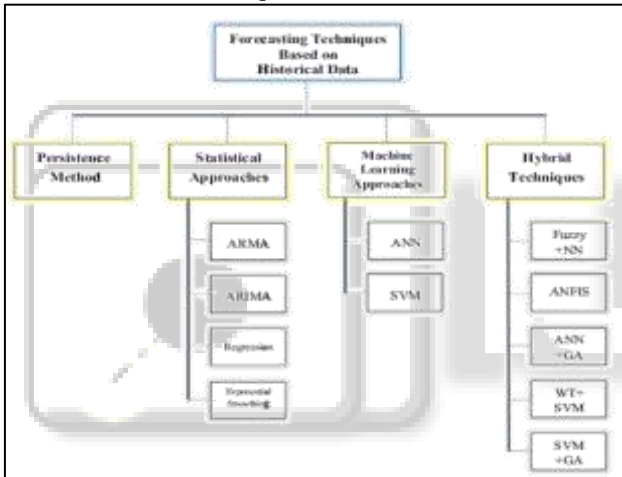 Forecasting Techniques
Based on
Historical Data
Persistence
Method
Statistical
Approaches
ARMA
ARIMA
Regression
Exponential
Smoothing
Machine
Learning
Approaches
ANN
SVM
Hybrid
Techniques
Fuzzy
+NN
ANFIS
ANN
+GA
WT+
SVM
SVM
+GA